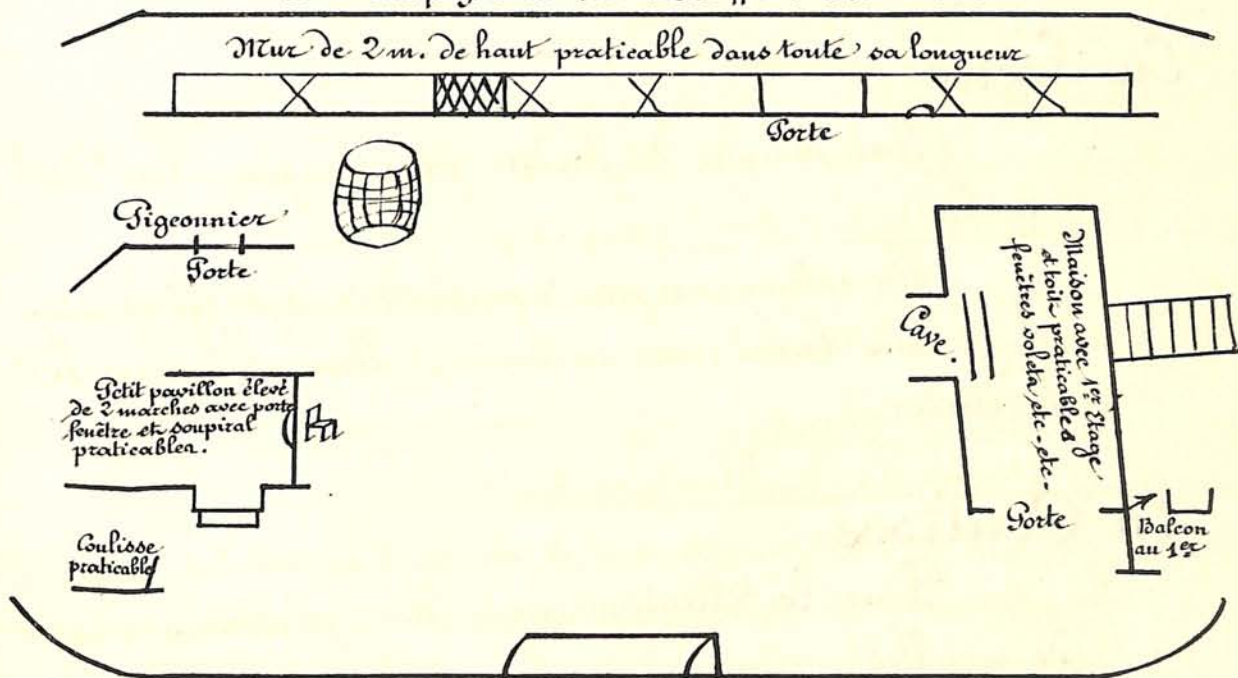 Mur de 2 m. de haut praticable dans toute sa longueur
Porte
Pigeonnier
Porte
Cave.
Maison avec 1er Etage
et toits praticables
fenêtres volets, etc-etc-
Petit pavillon élevé
de 2 marches avec porte
fenêtre et soupirail
praticables.
Porte
Balcon
au 1er
Coulisse
praticable